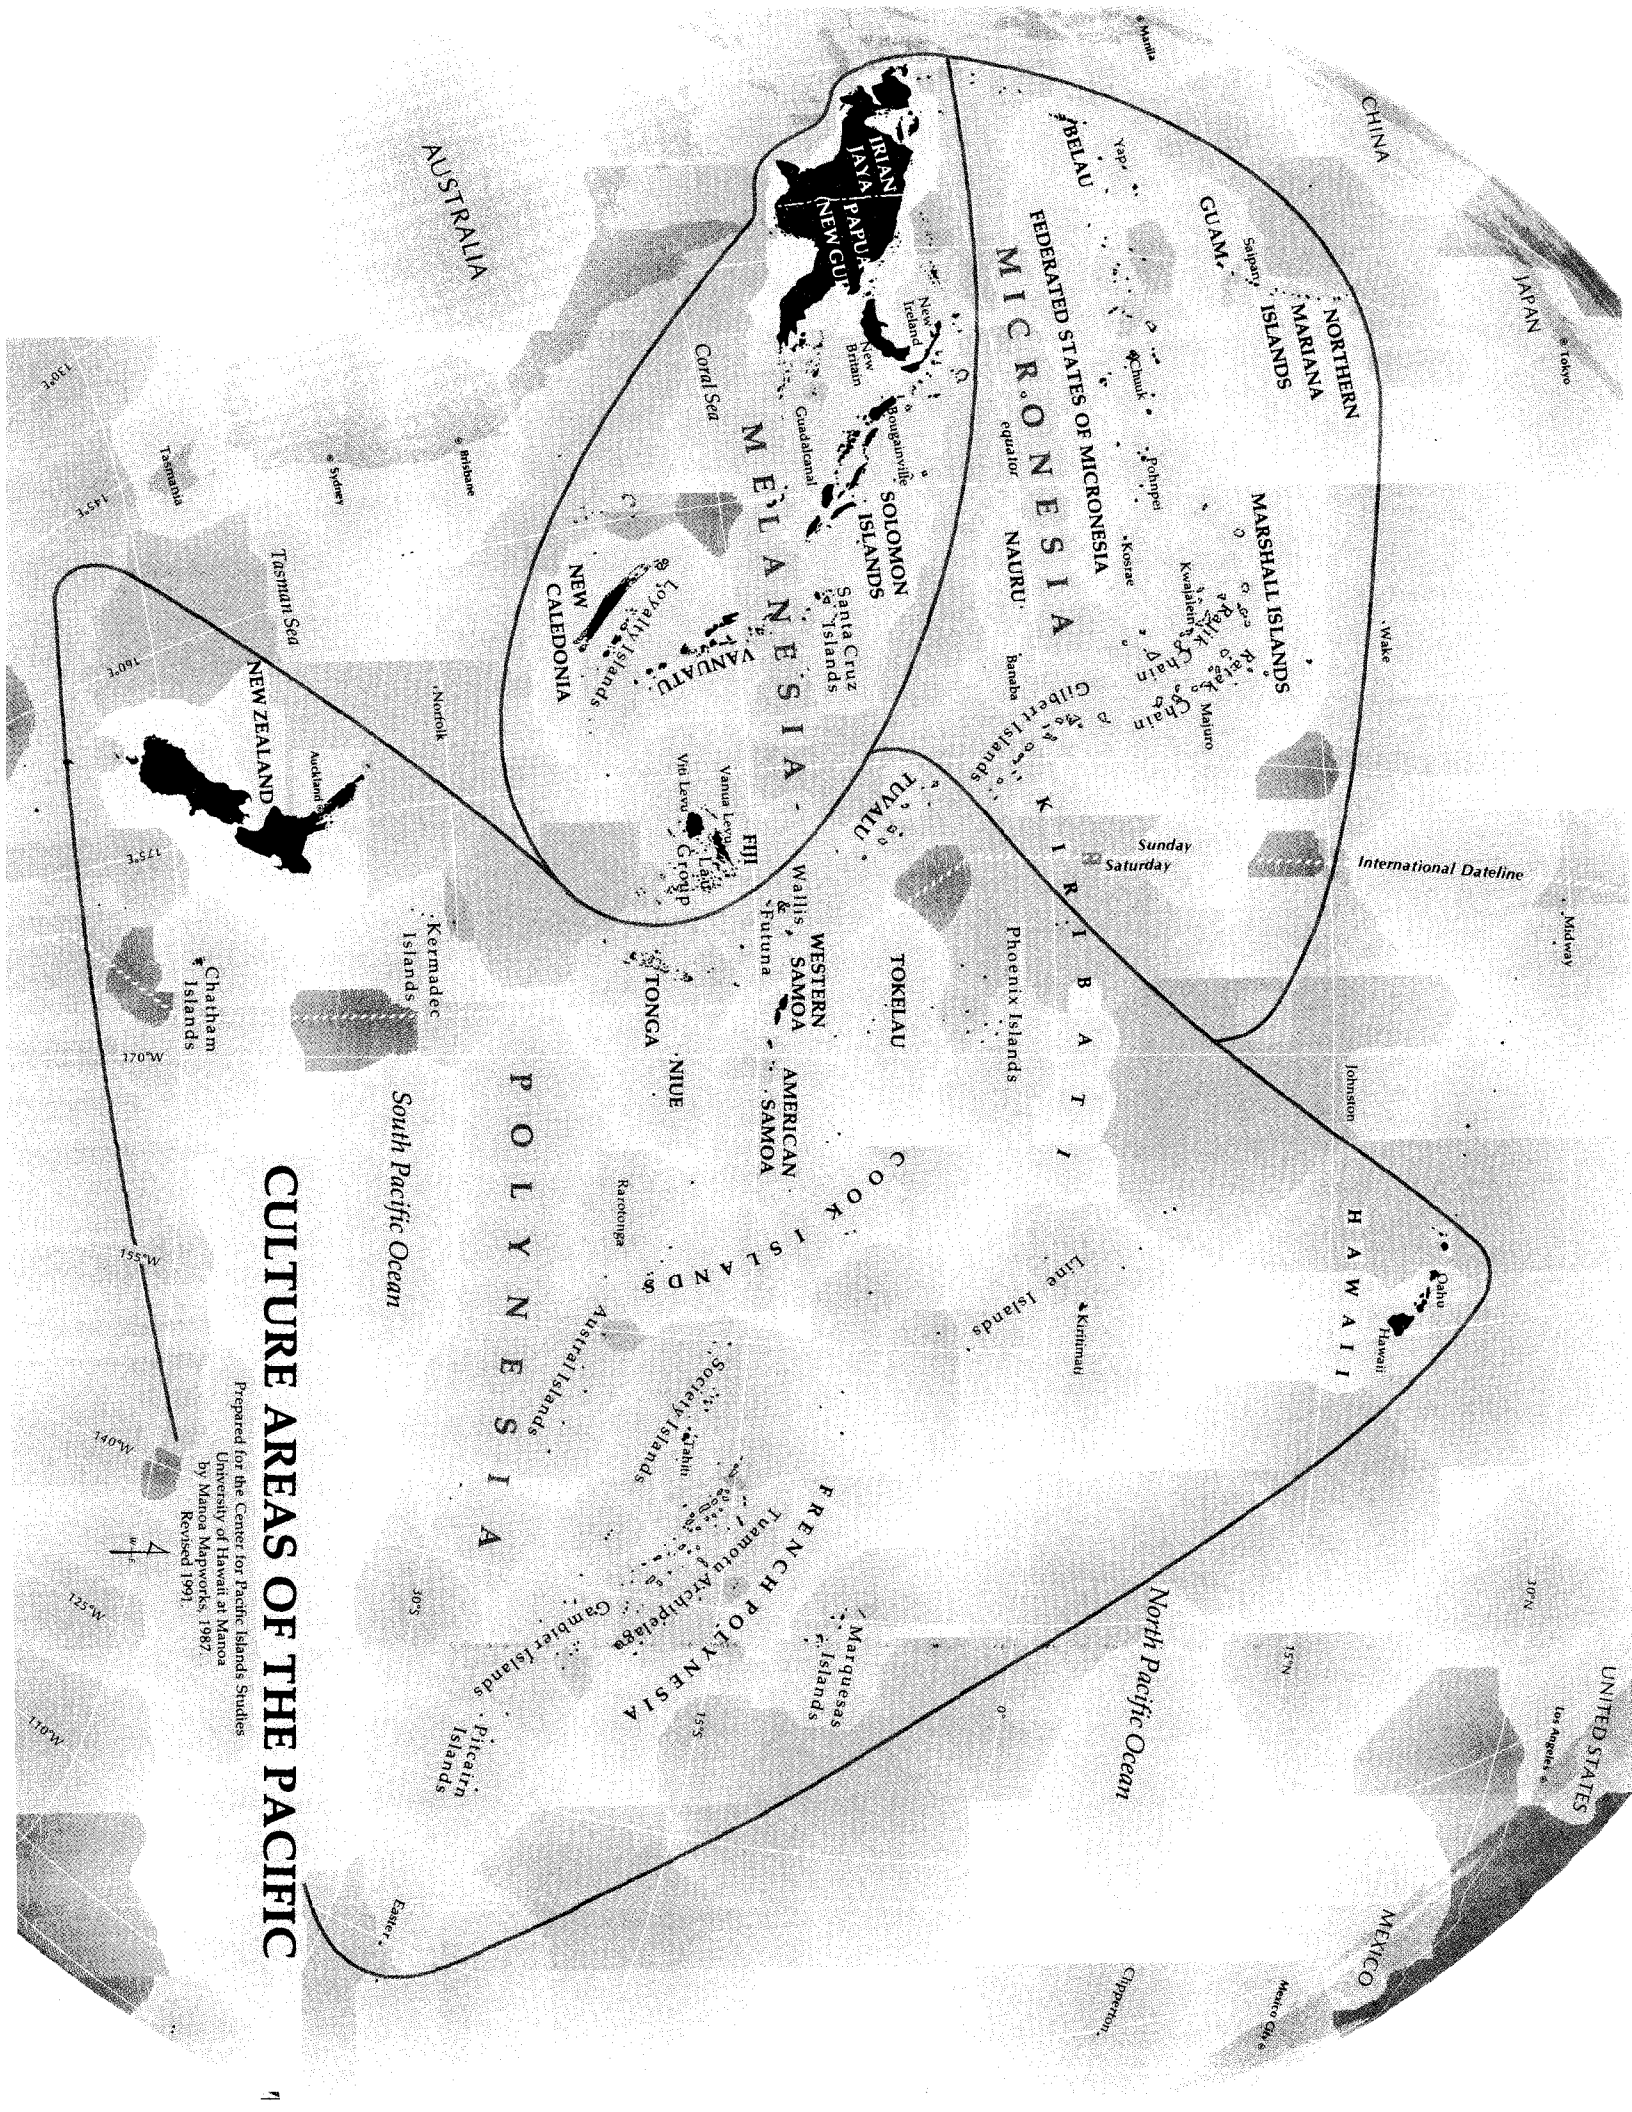 CHINA
JAPAN
Tokyo
Manila
NORTHERN
MARIANA
ISLANDS
Saipan
GUAM
Wake
Midway
International Dateline
Sunday
Saturday
Johnston
HAWAII
Oahu
Hawaii
30°N
UNITED STATES
Los Angeles
MEXICO
Mexico City
Clipperton
15°N
North Pacific Ocean
Yap
BELAU
FEDERATED STATES OF MICRONESIA
Chuuk
Pohnpei
Kosrae
MARSHALL ISLANDS
Kwajalein
Ralik Chain
Ratak Chain
Majuro
MICRONESIA
equator
NAURU
Banaba
Gilbert Islands
KIRIBATI
Phoenix Islands
Line Islands
Kiritimati
0°
IRIAN
JAYA
PAPUA
NEW GUI
New
Ireland
New
Britain
Bougainville
SOLOMON
ISLANDS
Guadalcanal
Santa Cruz
Islands
MELANESIA
Coral Sea
VANUATU
Loyalty Islands
NEW
CALEDONIA
TUVALU
FIJI
Vanua Levu
Viti Levu
Lau
Group
Wallis
&
Futuna
WESTERN
SAMOA
TOKELAU
AMERICAN
SAMOA
TONGA
NIUE
COOK ISLANDS
Rarotonga
POLYNESIA
Society Islands
Tahiti
Austral Islands
FRENCH POLYNESIA
Tuamotu Archipelago
Marquesas
Islands
Gambier Islands
Pitcairn
Islands
15°S
30°S
Easter
AUSTRALIA
Brisbane
Sydney
Tasmania
Tasman Sea
Norfolk
NEW ZEALAND
Auckland
Kermadec
Islands
Chatham
Islands
South Pacific Ocean
130°E
145°E
160°E
175°E
170°W
155°W
140°W
125°W
110°W
CULTURE AREAS OF THE PACIFIC
Prepared for the Center for Pacific Islands Studies
University of Hawaii at Manoa
by Manoa Mapworks, 1987.
Revised 1991.